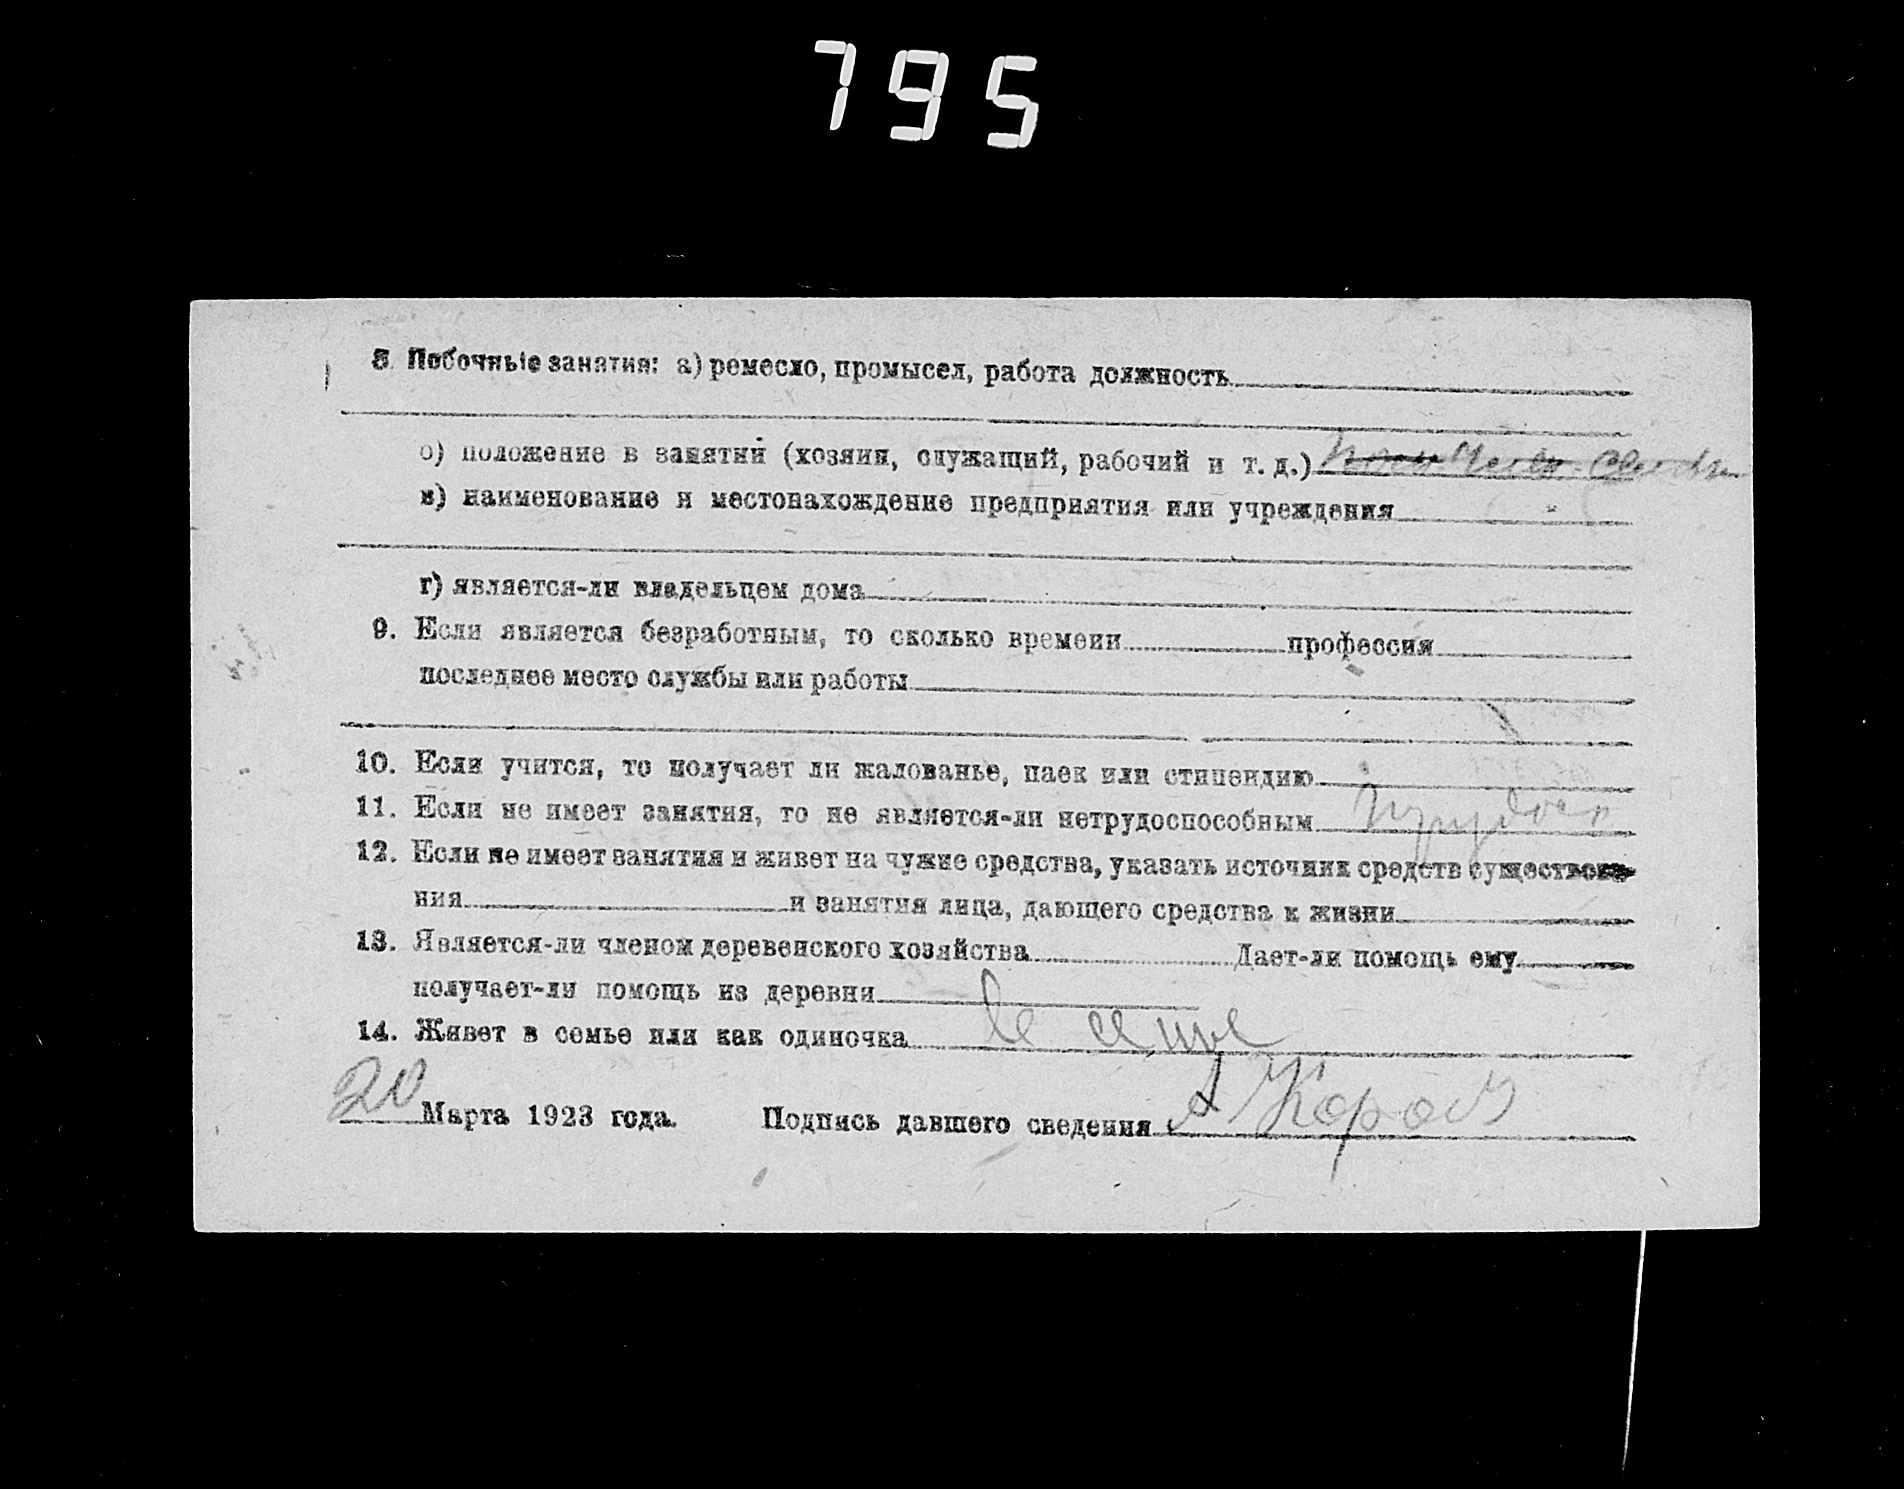 795
8. Побочные занятия: а) ремесло, промысел, работа должность
б) положение в занятии (хозяин, служащий, рабочий и т. д.)
в) наименование и местонахождение предприятия или учреждения
г) является-ли владельцем дома
9. Если является безработным, то сколько времени профессия
последнее место службы или работы
10. Если учится, то получает ли жалованье, паек или стипендию
11. Если не имеет занятия, то не является-ли нетрудоспособным
12. Если не имеет занятия и живет на чужие средства, указать источник средств существова-
ния и занятия лица, дающего средства к жизни
13. Является-ли членом деревенского хозяйства Дает-ли помощь ему
получает-ли помощь из деревни
14. Живет в семье или как одиночка В семье
20 Марта 1923 года. Подпись давшего сведения